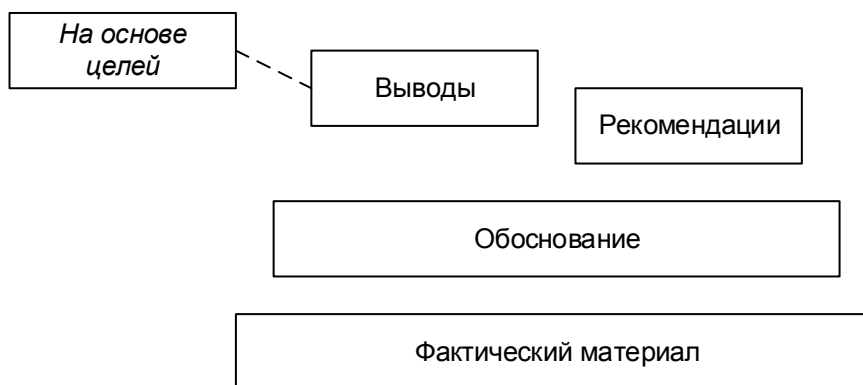 На основе
целей
Выводы
Рекомендации
Обоснование
Фактический материал